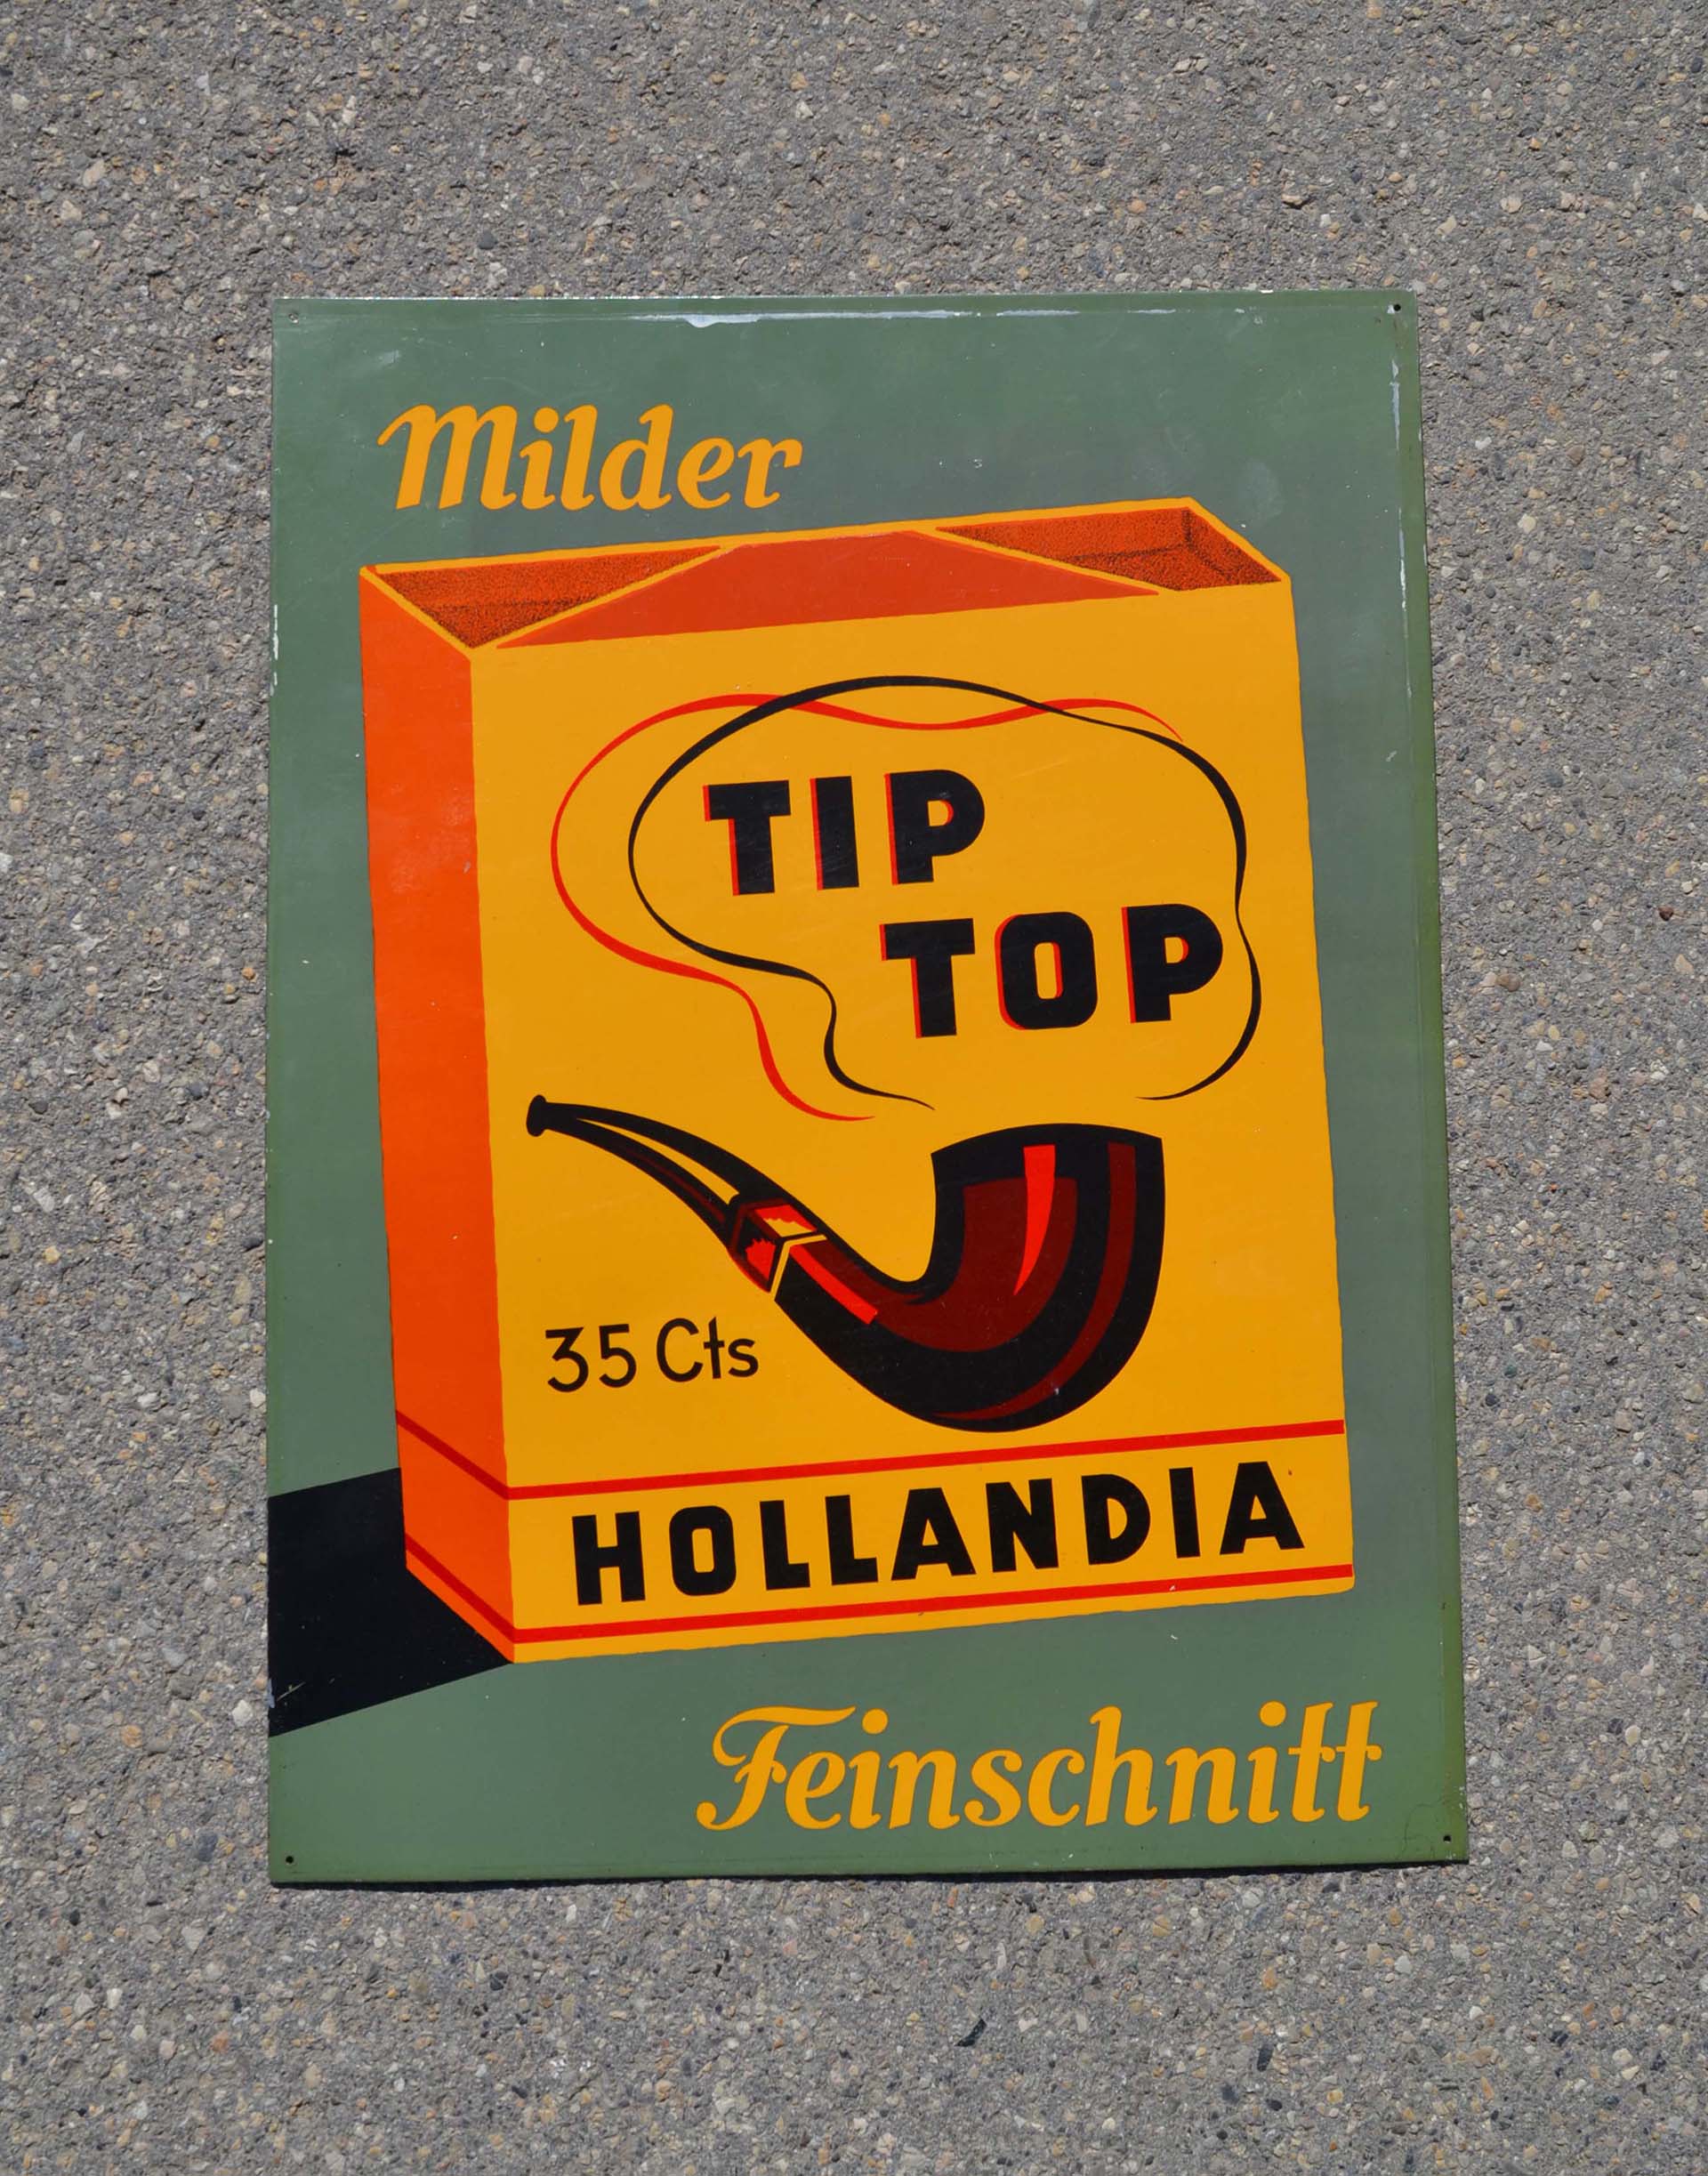 Milder
TIP
TOP
35 Cts
HOLLANDIA
Feinschnitt